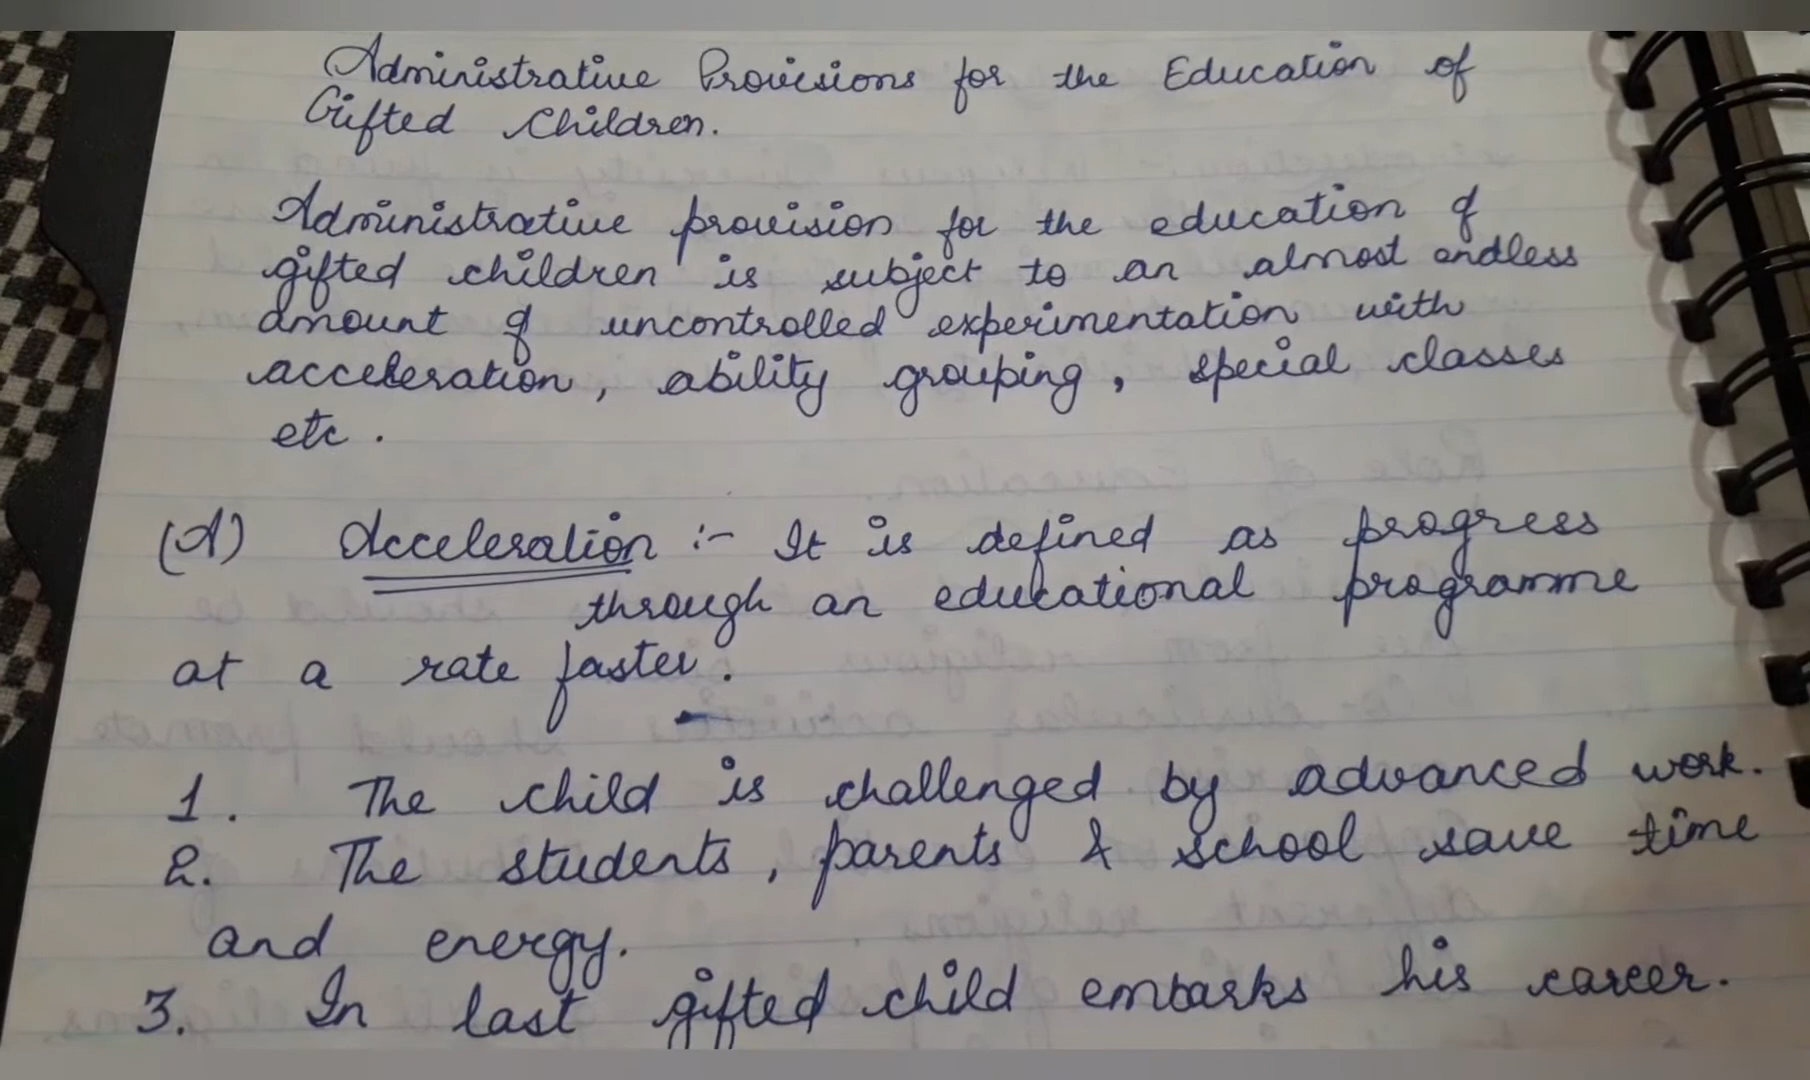 Administrative Provisions for the Education of
Gifted Children.
Administrative provision for the education of
gifted children is subject to an almost endless
amount of uncontrolled experimentation with
acceleration, ability grouping, special classes
etc.
(A) Acceleration :- It is defined as progress
through an educational programme
at a rate faster.
1. The child is challenged by advanced work.
2. The students, parents & school save time
and energy.
3. In last gifted child embarks his career.